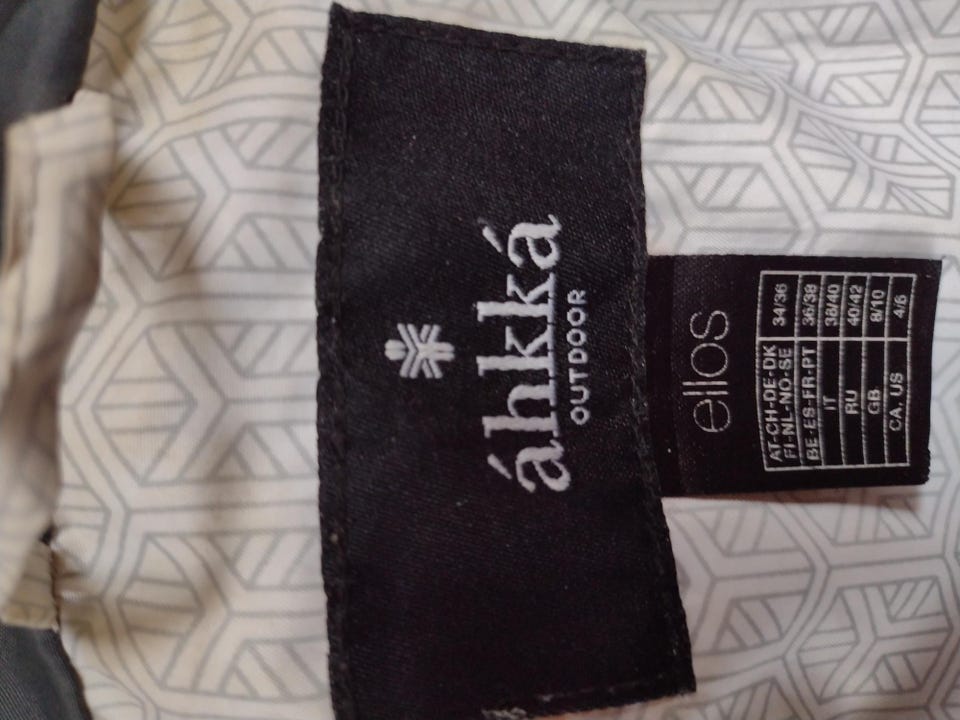 áhkká
OUTDOOR
ellos
AT-CH-DE-DK
FI-NL-NO-SE 34/36
BE-ES-FR-PT 36/38
IT 38/40
RU 40/42
GB 8/10
CA. US 4/6